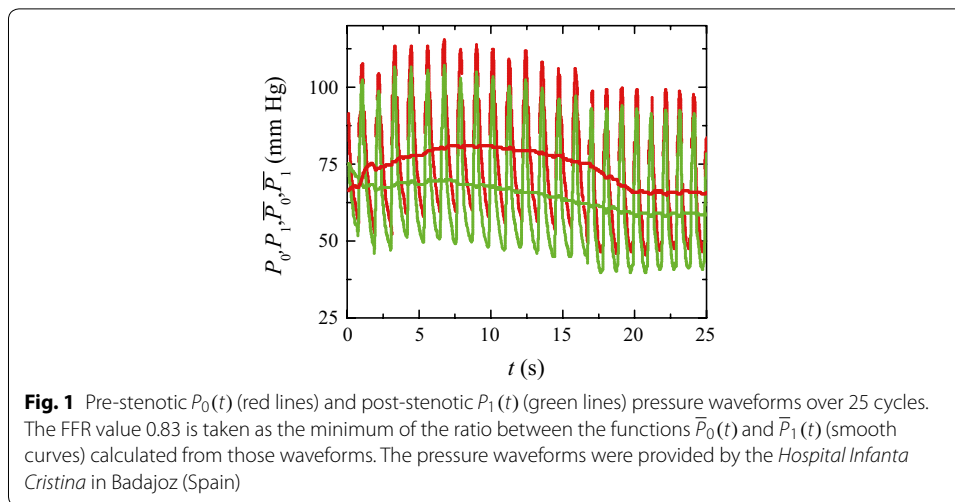 100
75
50
25
0 5 10 15 20 25
P₀,P₁,P̅₀,P̅₁ (mm Hg)
t (s)
Fig. 1 Pre-stenotic P₀(t) (red lines) and post-stenotic P₁(t) (green lines) pressure waveforms over 25 cycles.
The FFR value 0.83 is taken as the minimum of the ratio between the functions P̅₀(t) and P̅₁(t) (smooth
curves) calculated from those waveforms. The pressure waveforms were provided by the Hospital Infanta
Cristina in Badajoz (Spain)